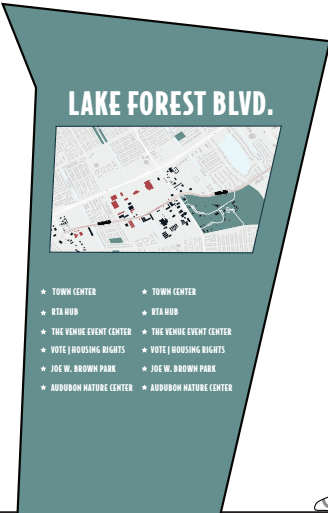 LAKE FOREST BLVD.
★ TOWN CENTER ★ TOWN CENTER
★ RTA HUB ★ RTA HUB
★ THE VENUE EVENT CENTER ★ THE VENUE EVENT CENTER
★ VOTE | HOUSING RIGHTS ★ VOTE | HOUSING RIGHTS
★ JOE W. BROWN PARK ★ JOE W. BROWN PARK
★ AUDUBON NATURE CENTER ★ AUDUBON NATURE CENTER